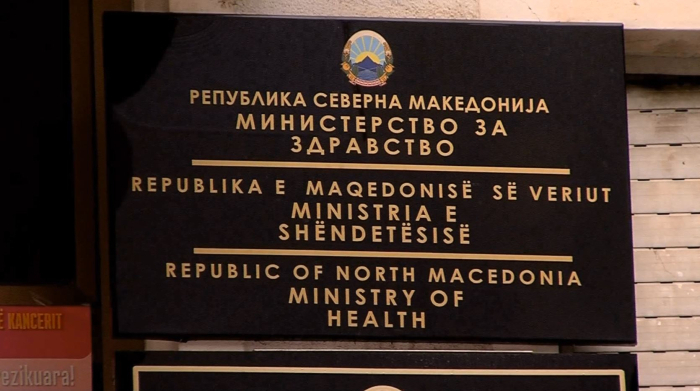 РЕПУБЛИКА СЕВЕРНА МАКЕДОНИЈА
МИНИСТЕРСТВО ЗА
ЗДРАВСТВО
REPUBLIKA E MAQEDONISË SË VERIUT
MINISTRIA E
SHËNDETËSISË
REPUBLIC OF NORTH MACEDONIA
MINISTRY OF
HEALTH
KANCERIT